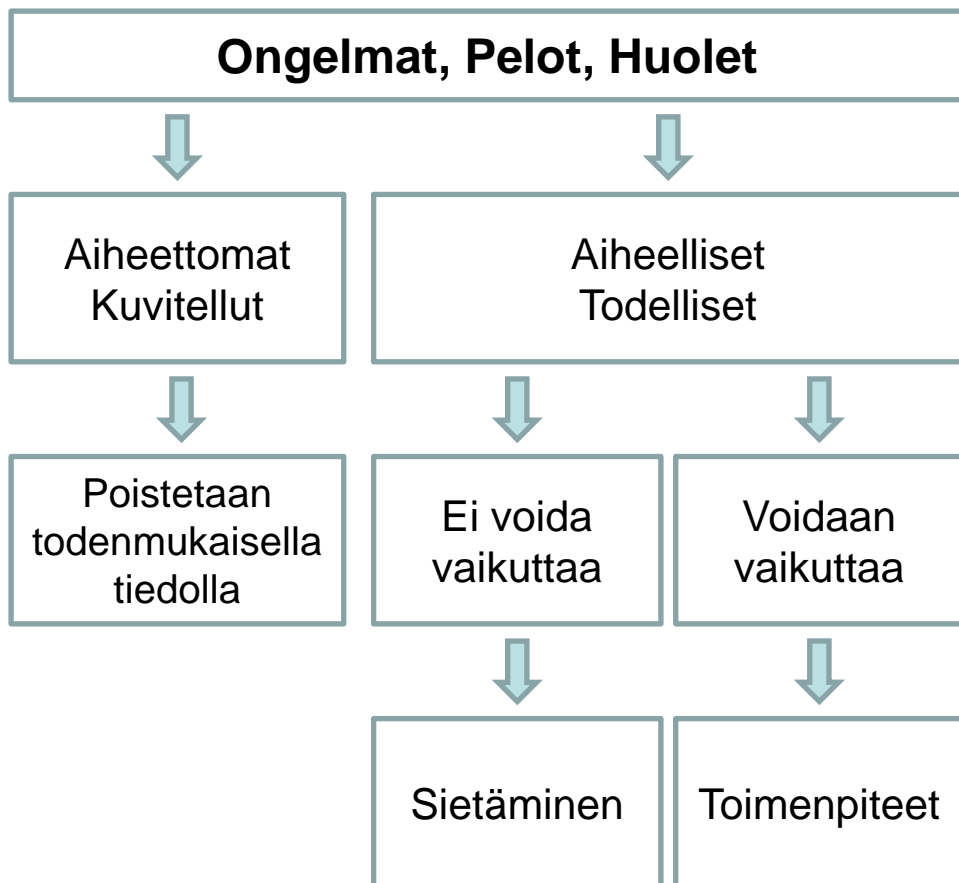 Ongelmat, Pelot, Huolet
Aiheettomat
Kuvitellut
Aiheelliset
Todelliset
Poistetaan
todenmukaisella
tiedolla
Ei voida
vaikuttaa
Voidaan
vaikuttaa
Sietäminen
Toimenpiteet